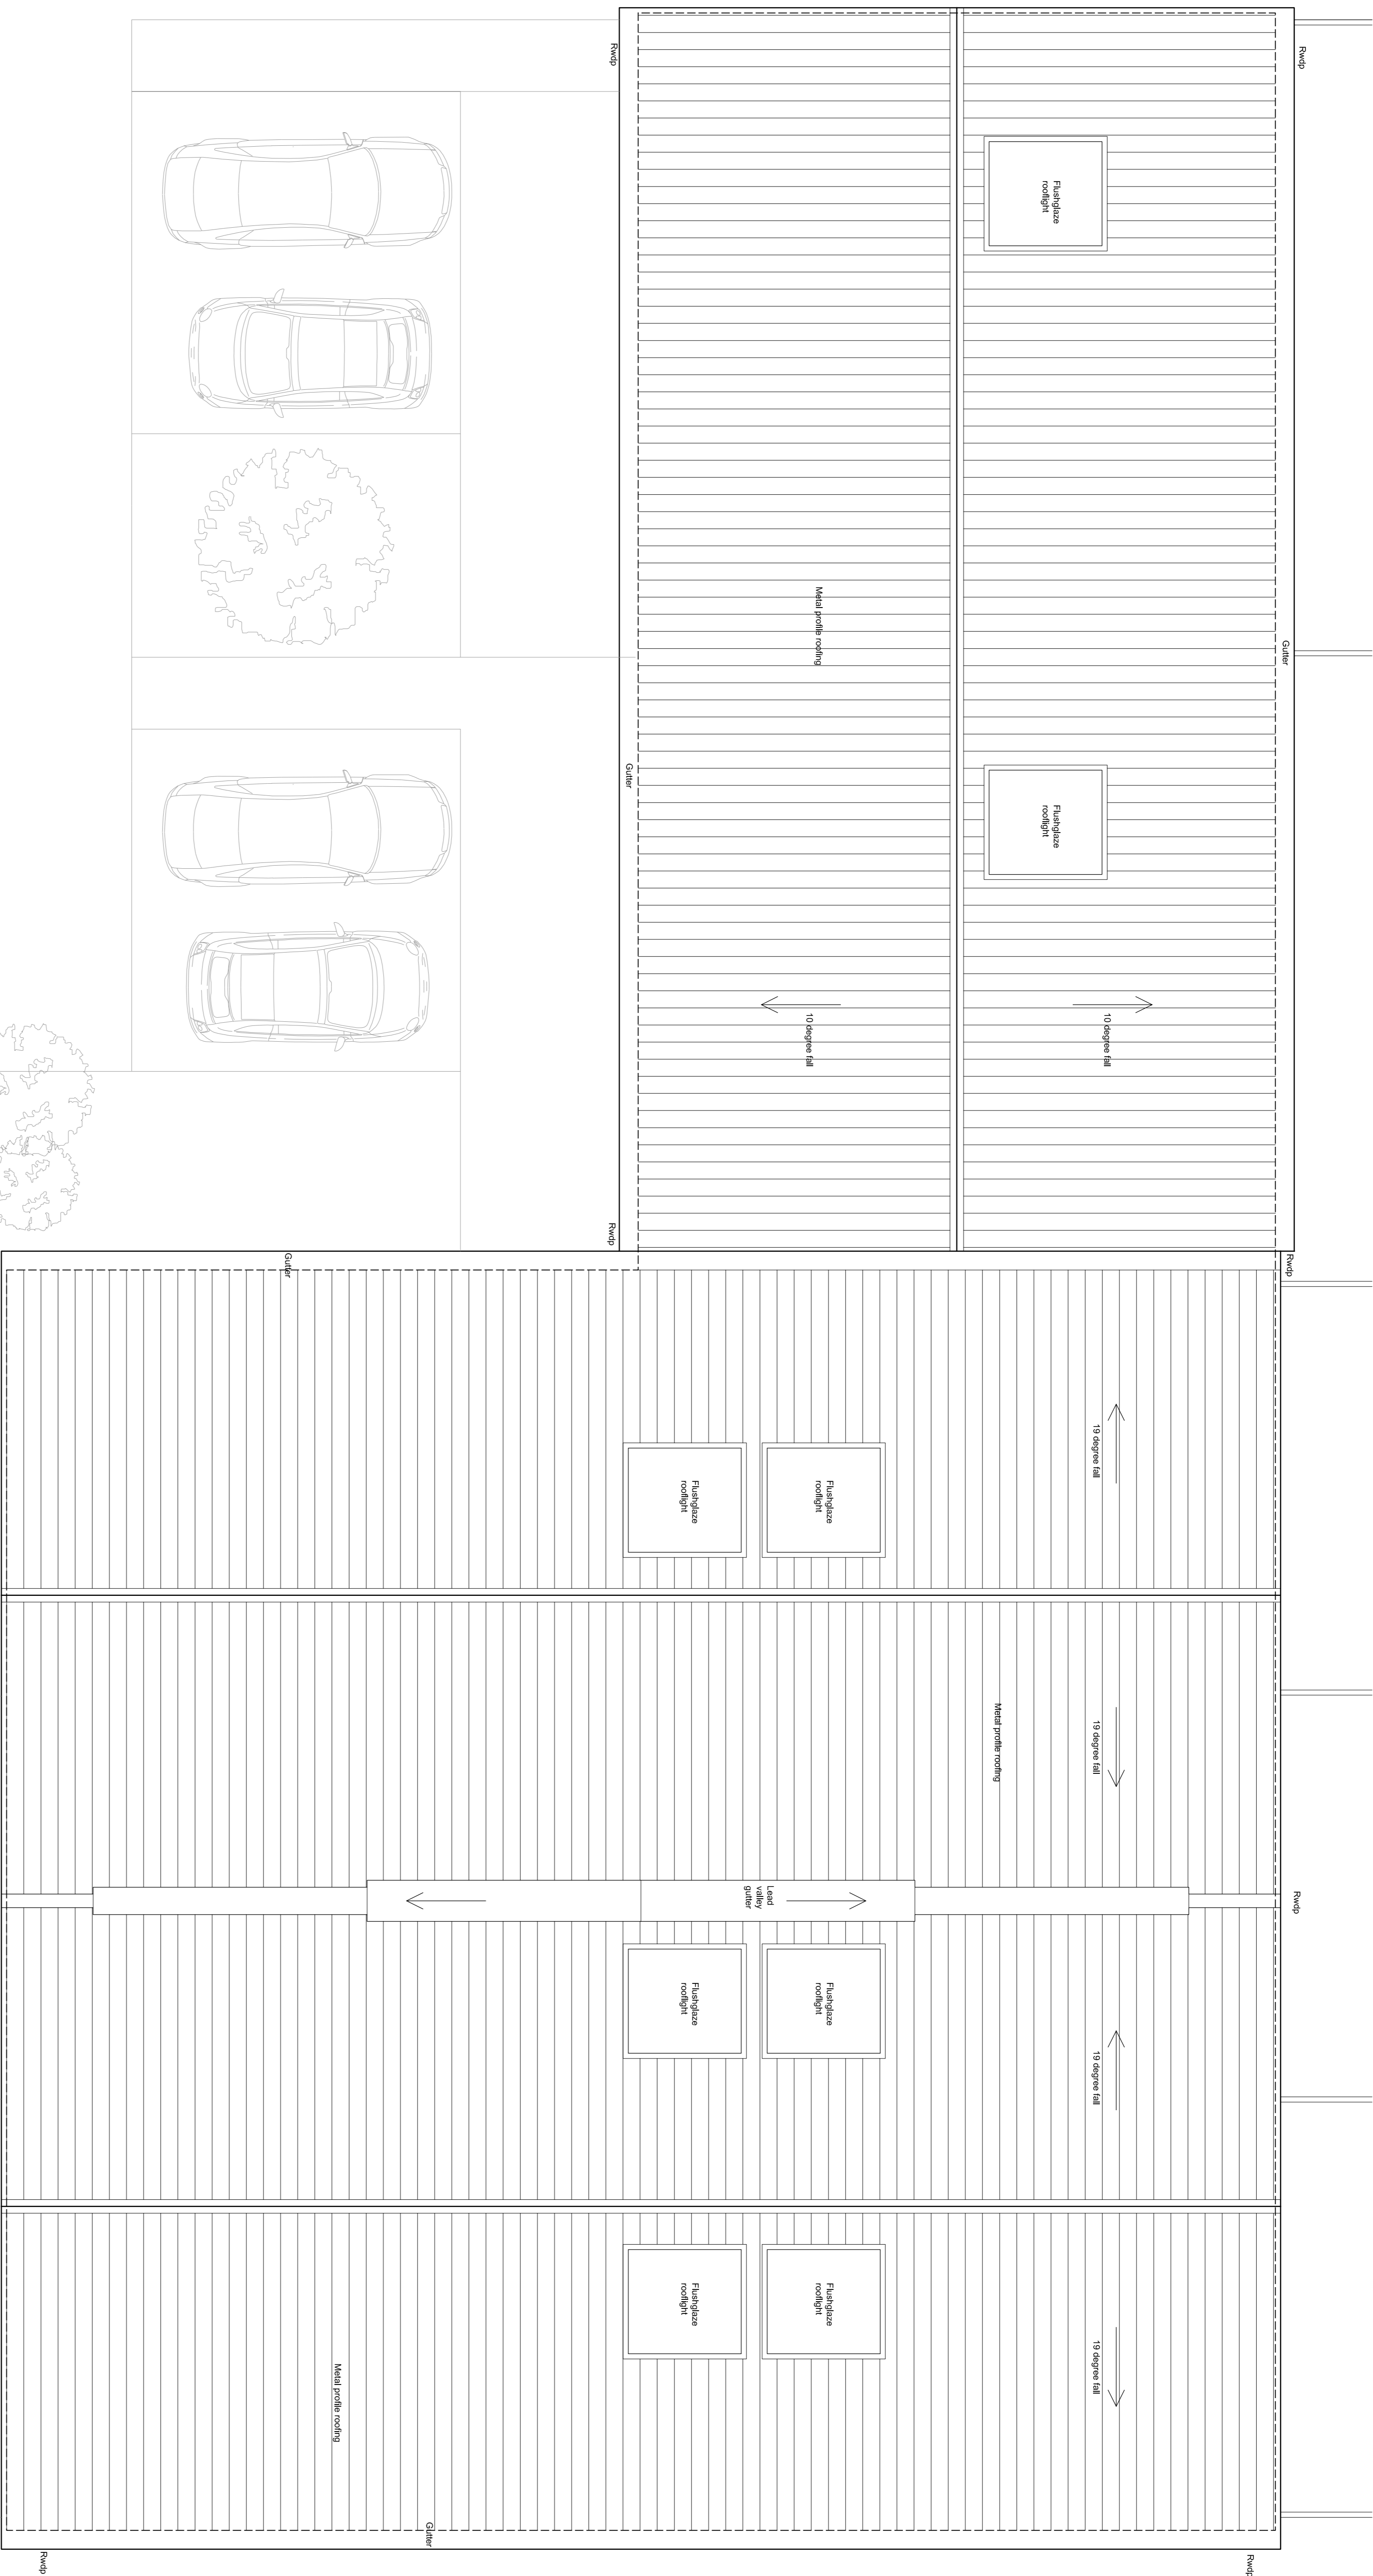 Rwdp
Rwdp
Flushglaze
rooflight
Metal profile roofing
Gutter
Gutter
Flushglaze
rooflight
10 degree fall
10 degree fall
Rwdp
Rwdp
Gutter
19 degree fall
Flushglaze
rooflight
Flushglaze
rooflight
Metal profile roofing
19 degree fall
Lead
valley
gutter
Rwdp
Flushglaze
rooflight
Flushglaze
rooflight
19 degree fall
Flushglaze
rooflight
Flushglaze
rooflight
19 degree fall
Metal profile roofing
Gutter
Rwdp
Rwdp